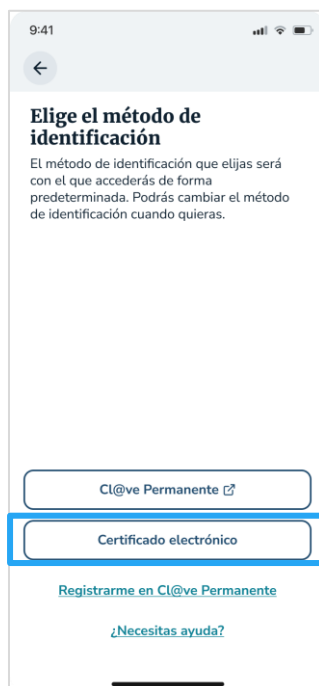 9:41
Elige el método de
identificación
El método de identificación que elijas será
con el que accederás de forma
predeterminada. Podrás cambiar el método
de identificación cuando quieras.
Cl@ve Permanente
Certificado electrónico
Registrarme en Cl@ve Permanente
¿Necesitas ayuda?